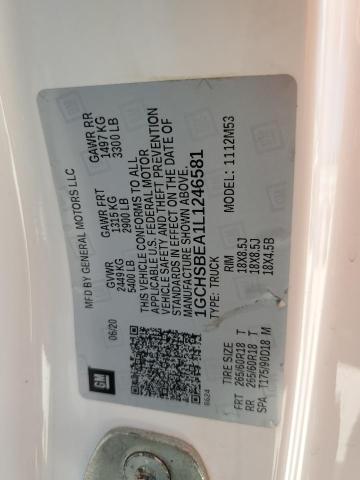 MFD BY GENERAL MOTORS LLC
06/20 GVWR GAWR FRT GAWR RR
2449 KG 1315 KG 1497 KG
5400 LB 2900 LB 3300 LB
THIS VEHICLE CONFORMS TO ALL
APPLICABLE U.S. FEDERAL MOTOR
VEHICLE SAFETY AND THEFT PREVENTION
STANDARDS IN EFFECT ON THE DATE OF
MANUFACTURE SHOWN ABOVE.
1GCHSBEA1L1246581
TYPE: TRUCK MODEL: 1112M53
GM
TIRE SIZE RIM
FRT 265/60R18 T 18X8.5J
RR 265/60R18 T 18X8.5J
SPA T175/90D18 M 18X4.5B